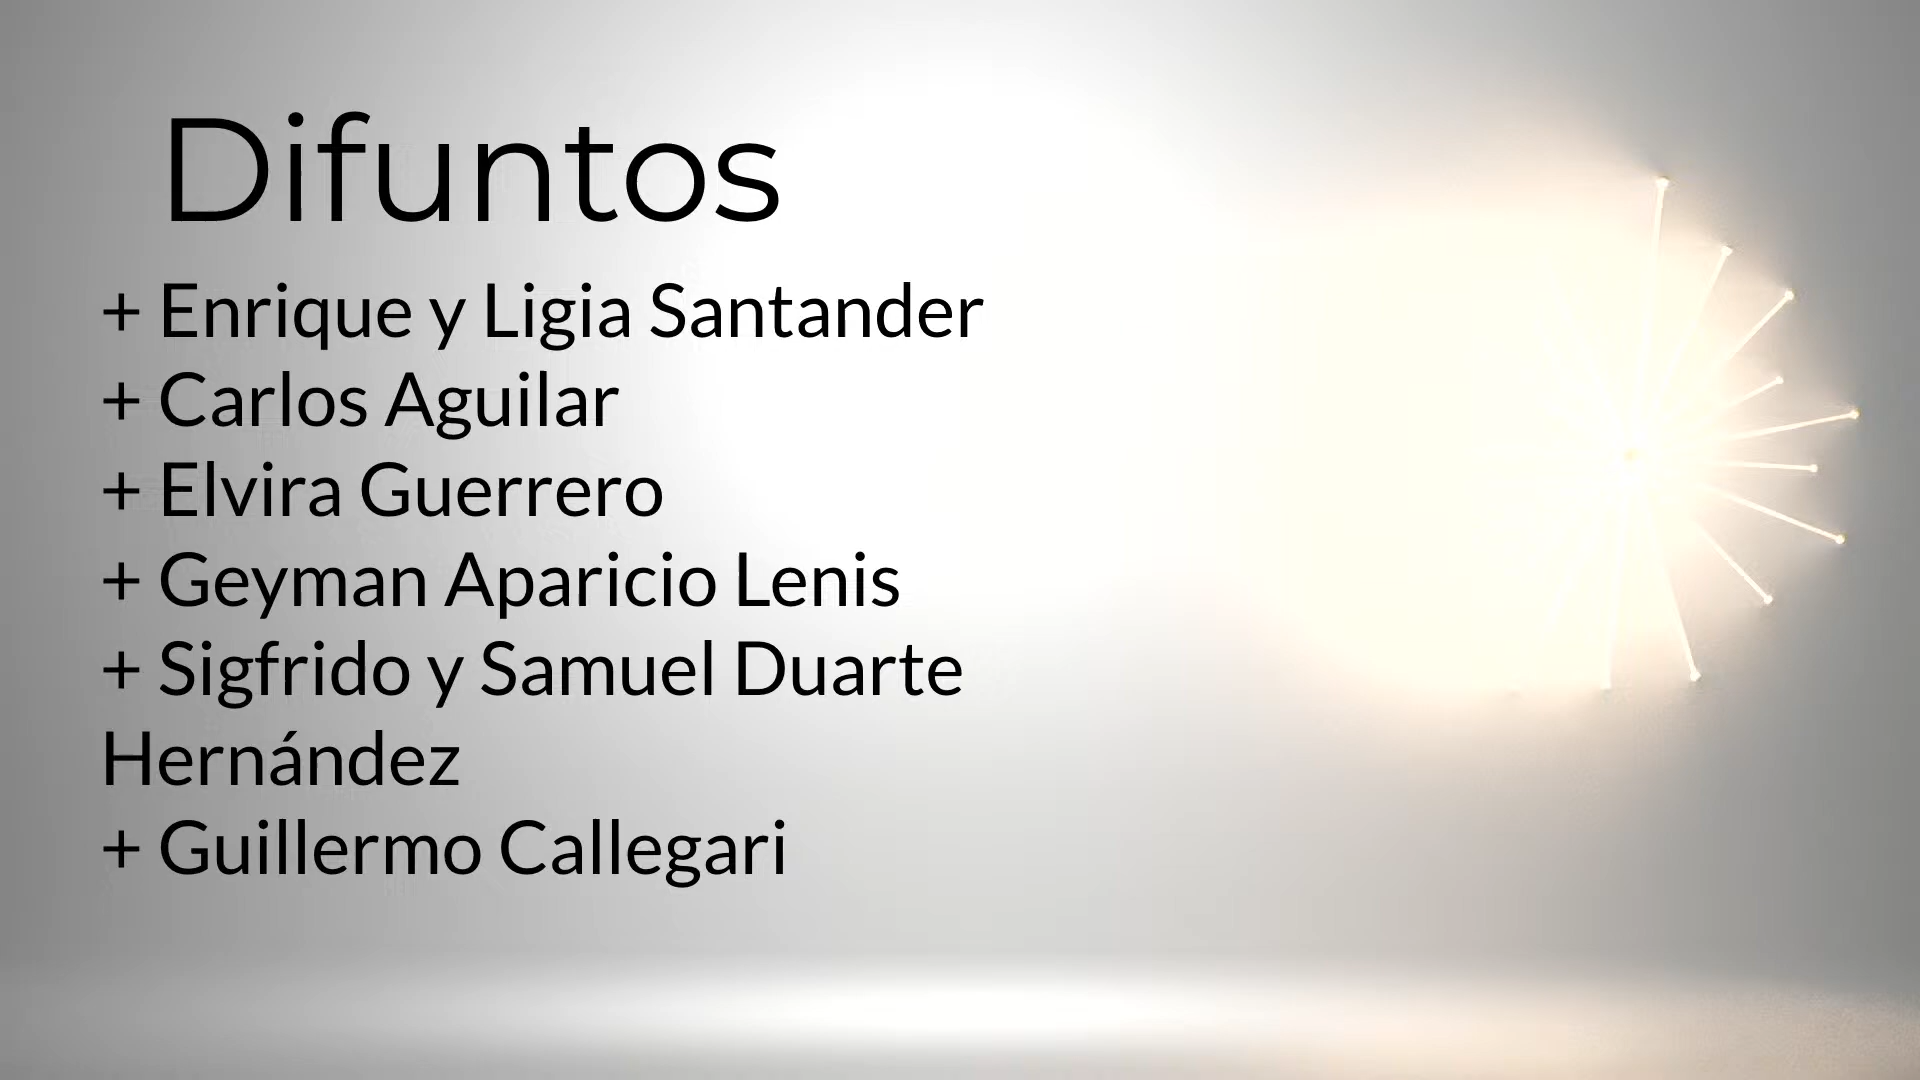 Difuntos
+ Enrique y Ligia Santander
+ Carlos Aguilar
+ Elvira Guerrero
+ Geyman Aparicio Lenis
+ Sigfrido y Samuel Duarte
Hernández
+ Guillermo Callegari